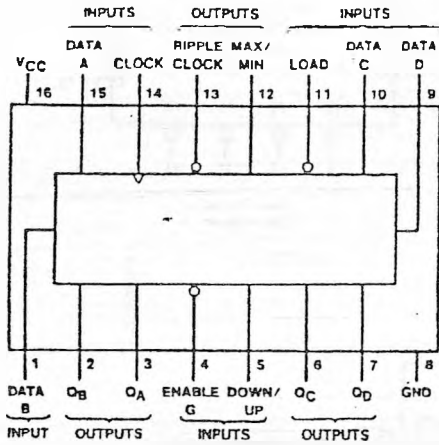 INPUTS OUTPUTS INPUTS
DATA RIPPLE MAX/ DATA DATA
VCC A CLOCK CLOCK MIN LOAD C D
16 15 14 13 12 11 10 9
1 2 3 4 5 6 7 8
DATA QB QA ENABLE DOWN/ QC QD GND
B G UP
INPUT OUTPUTS INPUTS OUTPUTS